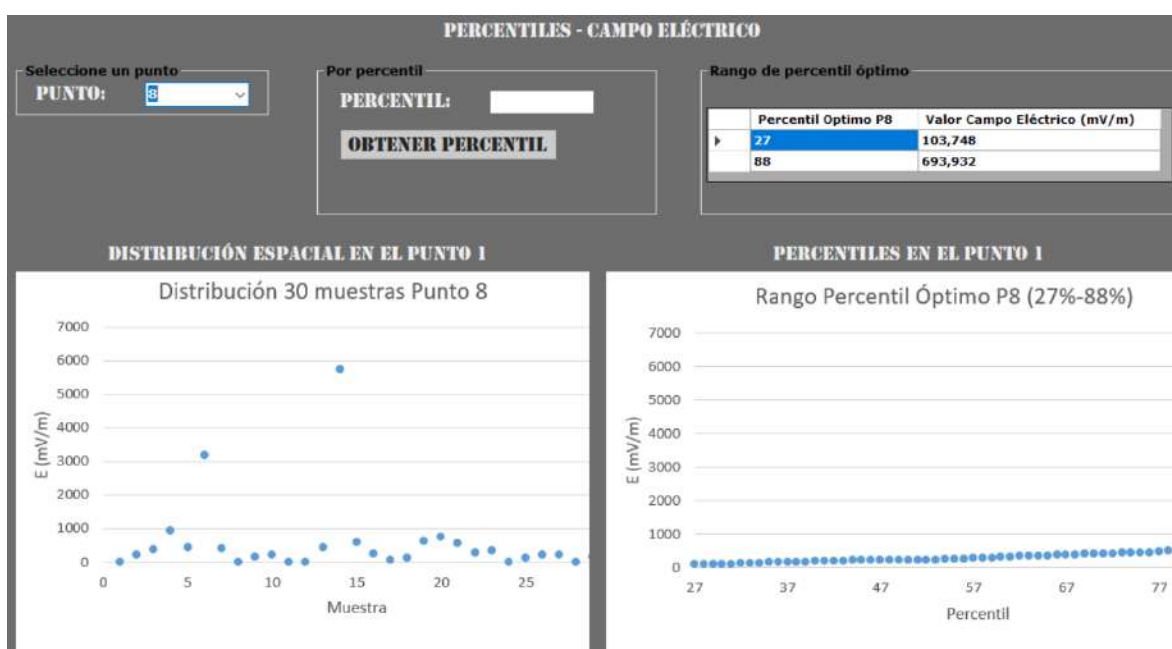 PERCENTILES - CAMPO ELÉCTRICO
Seleccione un punto
PUNTO: 8
Por percentil
PERCENTIL:
OBTENER PERCENTIL
Rango de percentil óptimo
Percentil Optimo P8 Valor Campo Eléctrico (mV/m)
27 103,748
88 693,932
DISTRIBUCIÓN ESPACIAL EN EL PUNTO 1
Distribución 30 muestras Punto 8
7000
6000
5000
4000
3000
2000
1000
0
E (mV/m)
0 5 10 15 20 25
Muestra
PERCENTILES EN EL PUNTO 1
Rango Percentil Óptimo P8 (27%-88%)
7000
6000
5000
4000
3000
2000
1000
0
E (mV/m)
27 37 47 57 67 77
Percentil